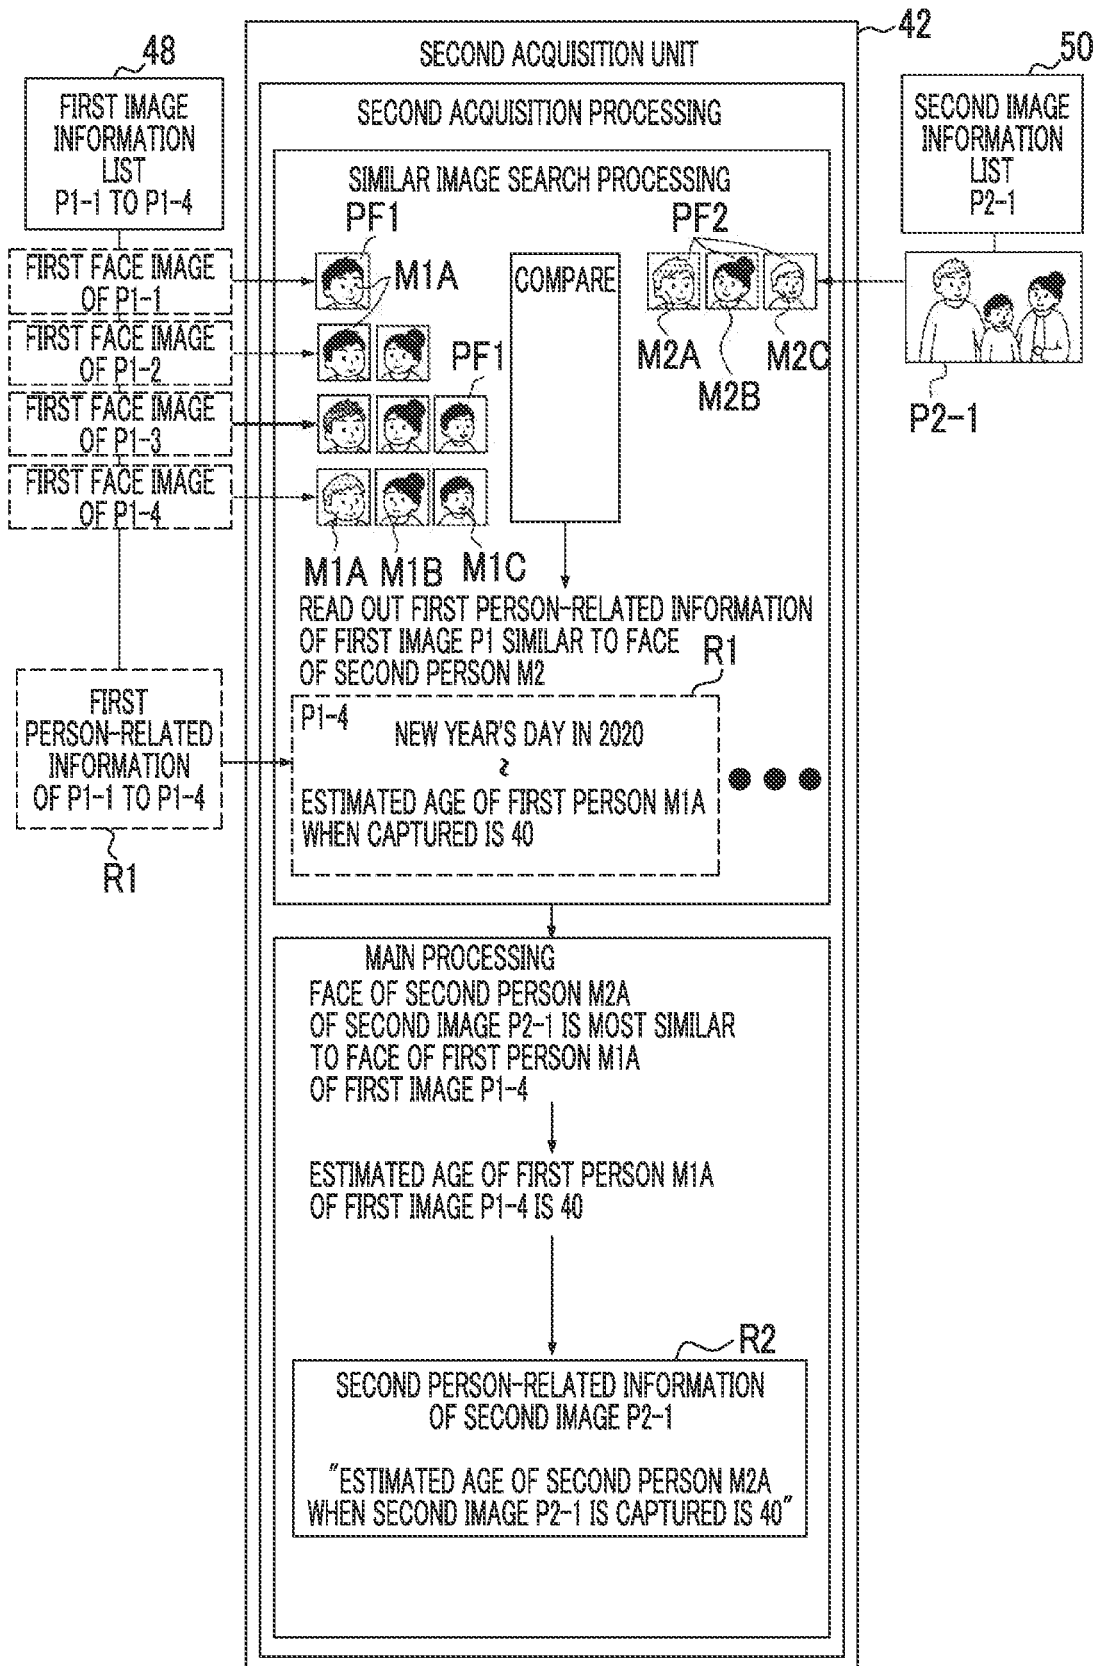 42
SECOND ACQUISITION UNIT
48
FIRST IMAGE
INFORMATION
LIST
P1-1 TO P1-4
50
SECOND IMAGE
INFORMATION
LIST
P2-1
SECOND ACQUISITION PROCESSING
SIMILAR IMAGE SEARCH PROCESSING
PF1
PF2
FIRST FACE IMAGE
OF P1-1
M1A
COMPARE
M2A
M2B
M2C
P2-1
FIRST FACE IMAGE
OF P1-2
PF1
FIRST FACE IMAGE
OF P1-3
FIRST FACE IMAGE
OF P1-4
M1A
M1B
M1C
READ OUT FIRST PERSON-RELATED INFORMATION
OF FIRST IMAGE P1 SIMILAR TO FACE
OF SECOND PERSON M2
R1
FIRST
PERSON-RELATED
INFORMATION
OF P1-1 TO P1-4
R1
P1-4
NEW YEAR'S DAY IN 2020
~
ESTIMATED AGE OF FIRST PERSON M1A
WHEN CAPTURED IS 40
●●●
MAIN PROCESSING
FACE OF SECOND PERSON M2A
OF SECOND IMAGE P2-1 IS MOST SIMILAR
TO FACE OF FIRST PERSON M1A
OF FIRST IMAGE P1-4
ESTIMATED AGE OF FIRST PERSON M1A
OF FIRST IMAGE P1-4 IS 40
R2
SECOND PERSON-RELATED INFORMATION
OF SECOND IMAGE P2-1
"ESTIMATED AGE OF SECOND PERSON M2A
WHEN SECOND IMAGE P2-1 IS CAPTURED IS 40"